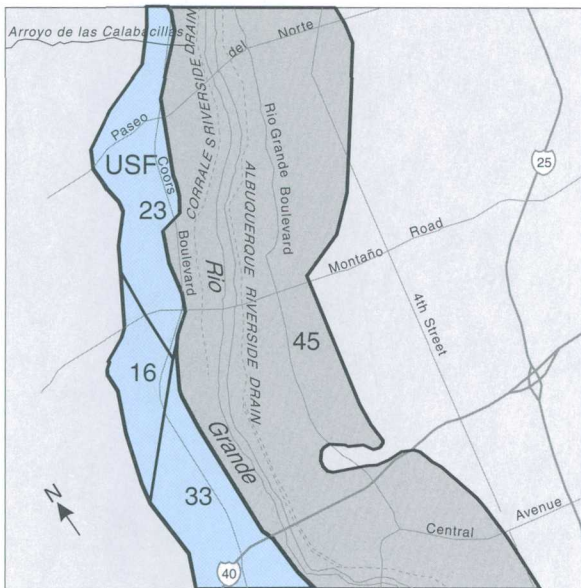 Arroyo de las Calabacillas
Paseo del Norte
CORRALES RIVERSIDE DRAIN
Rio Grande Boulevard
25
USF
Coors Boulevard
23
ALBUQUERQUE RIVERSIDE DRAIN
Rio Grande
Montaño Road
4th Street
45
16
33
N
Central Avenue
40